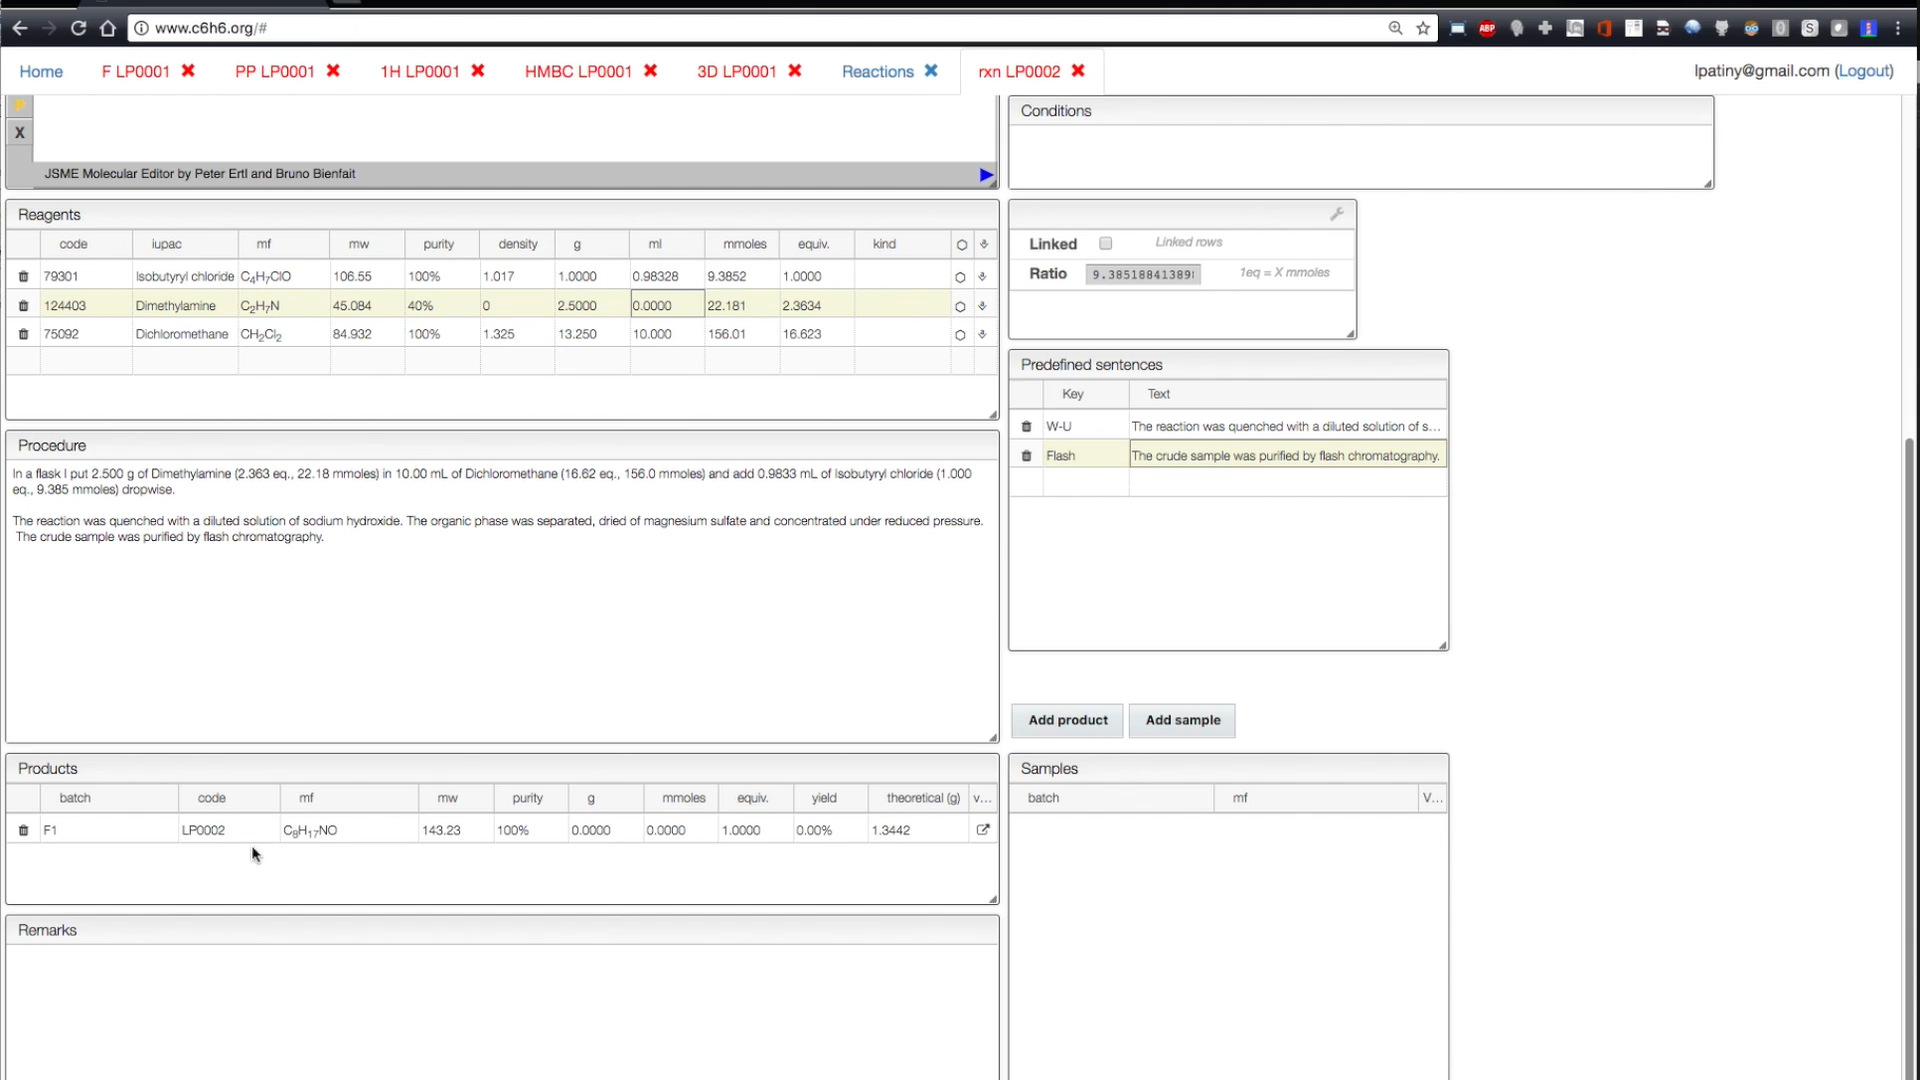 www.c6h6.org/#
Home F LP0001 ✖ PP LP0001 ✖ 1H LP0001 ✖ HMBC LP0001 ✖ 3D LP0001 ✖ Reactions ✖ rxn LP0002 ✖ lpatiny@gmail.com (Logout)
P
X
JSME Molecular Editor by Peter Ertl and Bruno Bienfait
Conditions
Reagents
code iupac mf mw purity density g ml mmoles equiv. kind
79301 Isobutyryl chloride C4H7ClO 106.55 100% 1.017 1.0000 0.98328 9.3852 1.0000
124403 Dimethylamine C2H7N 45.084 40% 0 2.5000 0.0000 22.181 2.3634
75092 Dichloromethane CH2Cl2 84.932 100% 1.325 13.250 10.000 156.01 16.623
Linked Linked rows
Ratio 9.38518841389 1eq = X mmoles
Predefined sentences
Key Text
W-U The reaction was quenched with a diluted solution of s...
Flash The crude sample was purified by flash chromatography.
Procedure
In a flask I put 2.500 g of Dimethylamine (2.363 eq., 22.18 mmoles) in 10.00 mL of Dichloromethane (16.62 eq., 156.0 mmoles) and add 0.9833 mL of Isobutyryl chloride (1.000
eq., 9.385 mmoles) dropwise.
The reaction was quenched with a diluted solution of sodium hydroxide. The organic phase was separated, dried of magnesium sulfate and concentrated under reduced pressure.
The crude sample was purified by flash chromatography.
Add product Add sample
Products
batch code mf mw purity g mmoles equiv. yield theoretical (g) v...
F1 LP0002 C8H17NO 143.23 100% 0.0000 0.0000 1.0000 0.00% 1.3442
Samples
batch mf V...
Remarks